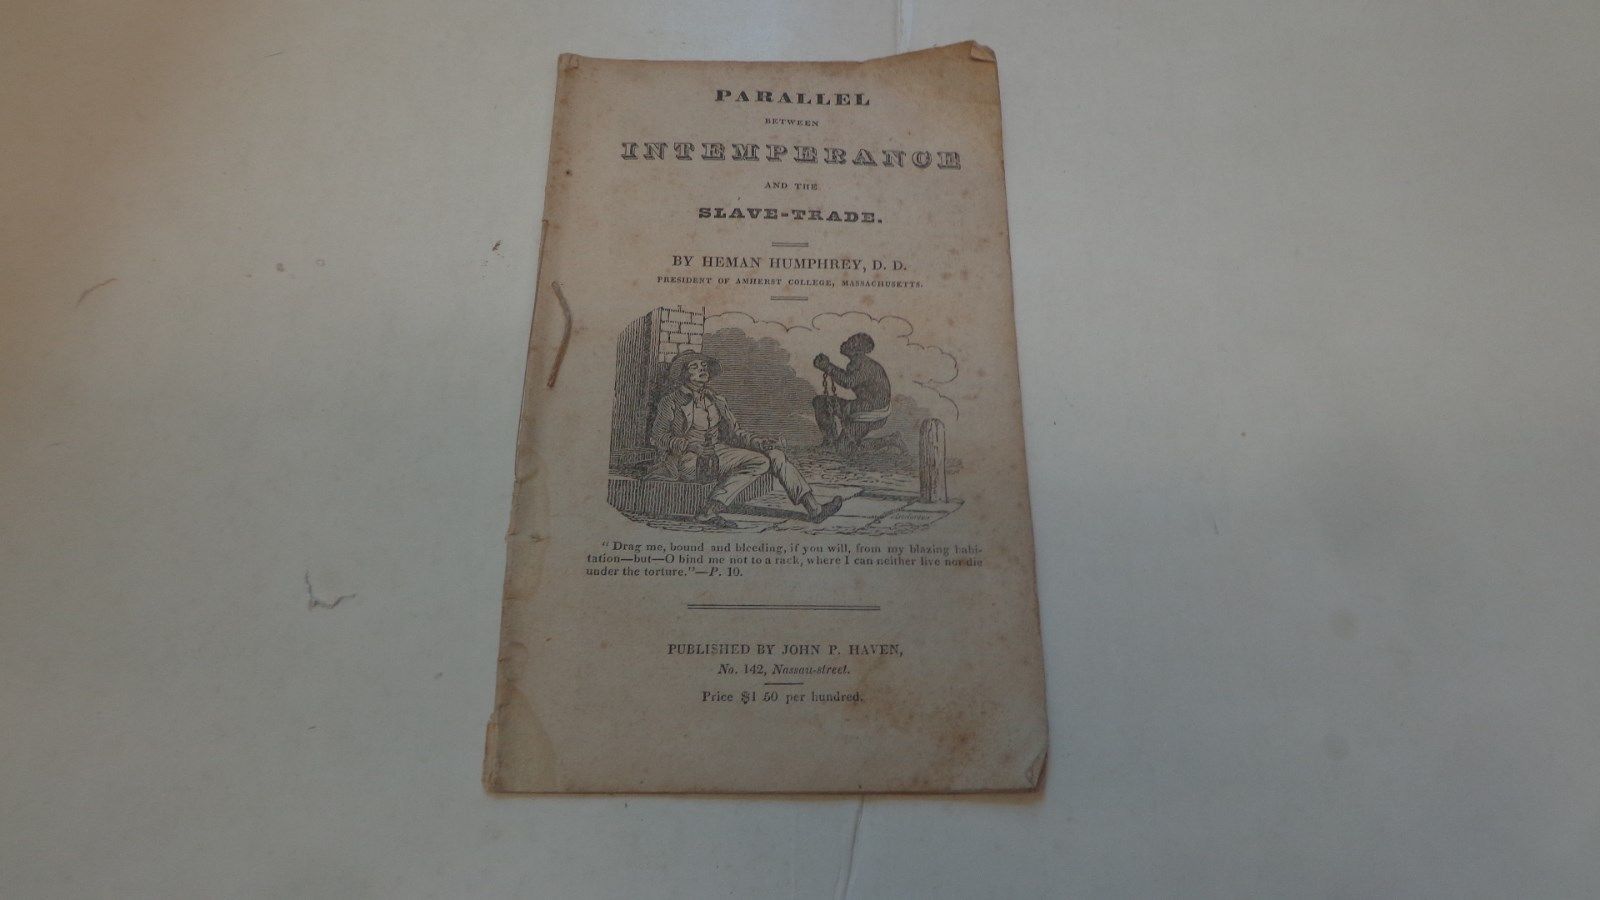 PARALLEL
BETWEEN
INTEMPERANCE
AND THE
SLAVE-TRADE.
BY HEMAN HUMPHREY, D. D.
PRESIDENT OF AMHERST COLLEGE, MASSACHUSETTS.
"Drag me, bound and bleeding, if you will, from my blazing habi-
tation—but—O bind me not to a rack, where I can neither live nor die
under the torture."—P. 10.
PUBLISHED BY JOHN P. HAVEN,
No. 142, Nassau-street.
Price $1 50 per hundred.